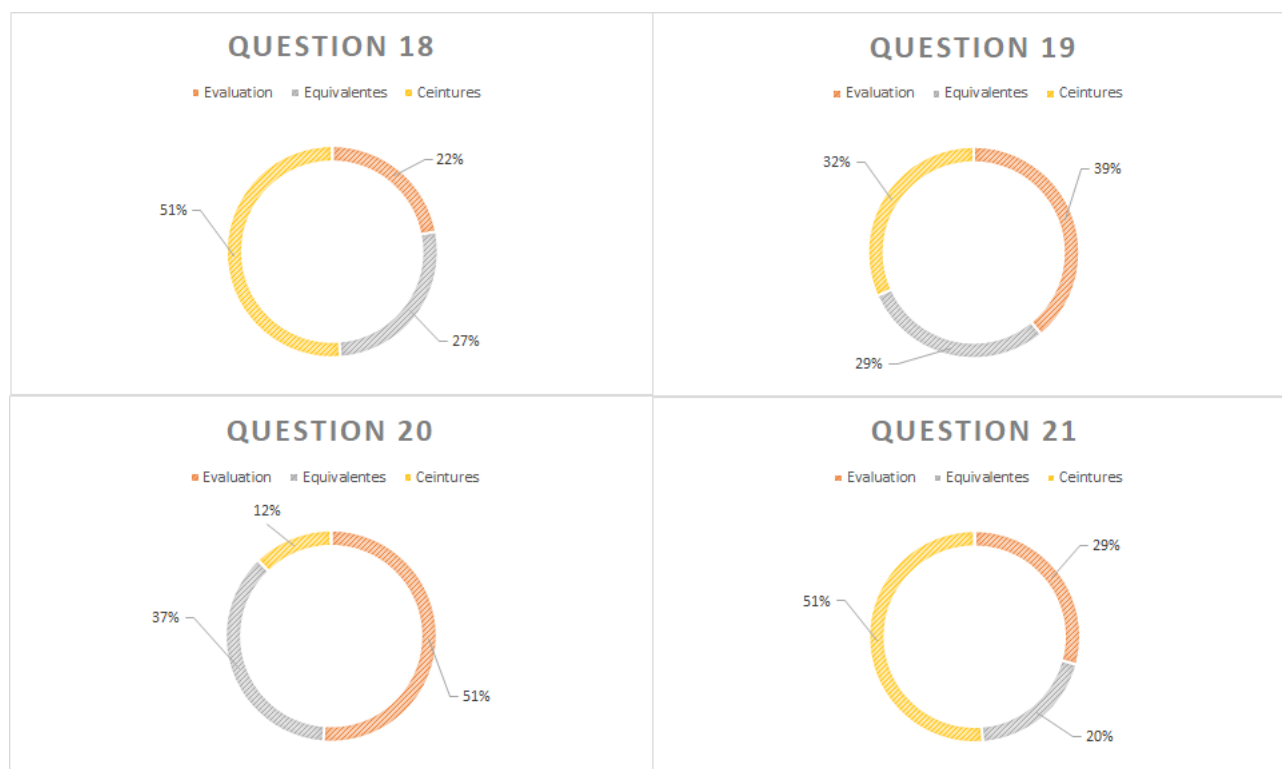 QUESTION 18
Evaluation Equivalentes Ceintures
22%
51%
27%
QUESTION 19
Evaluation Equivalentes Ceintures
32%
39%
29%
QUESTION 20
Evaluation Equivalentes Ceintures
12%
37%
51%
QUESTION 21
Evaluation Equivalentes Ceintures
29%
51%
20%